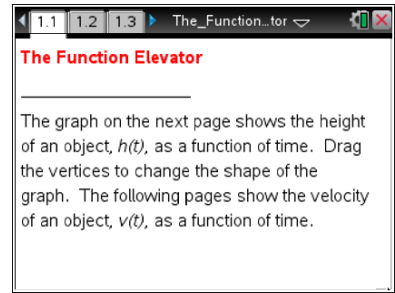 1.1 1.2 1.3 The_Function...tor
The Function Elevator
The graph on the next page shows the height
of an object, h(t), as a function of time. Drag
the vertices to change the shape of the
graph. The following pages show the velocity
of an object, v(t), as a function of time.